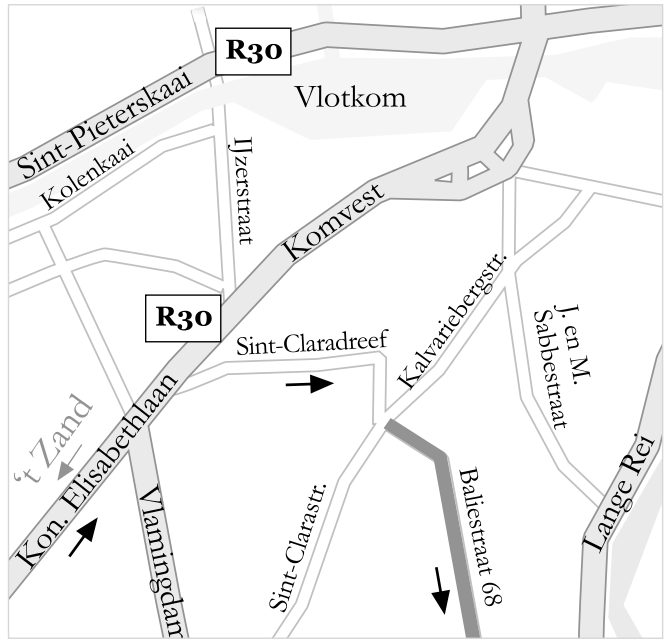 R30
Sint-Pieterskaai
Vlotkom
Kolenkaai
IJzerstraat
Komvest
R30
Sint-Claradreef
Kalvariebergstr.
J. en M.
Sabbestraat
't Zand
Kon. Elisabethlaan
Vlamingdam
Sint-Clarastr.
Baliestraat 68
Lange Rei